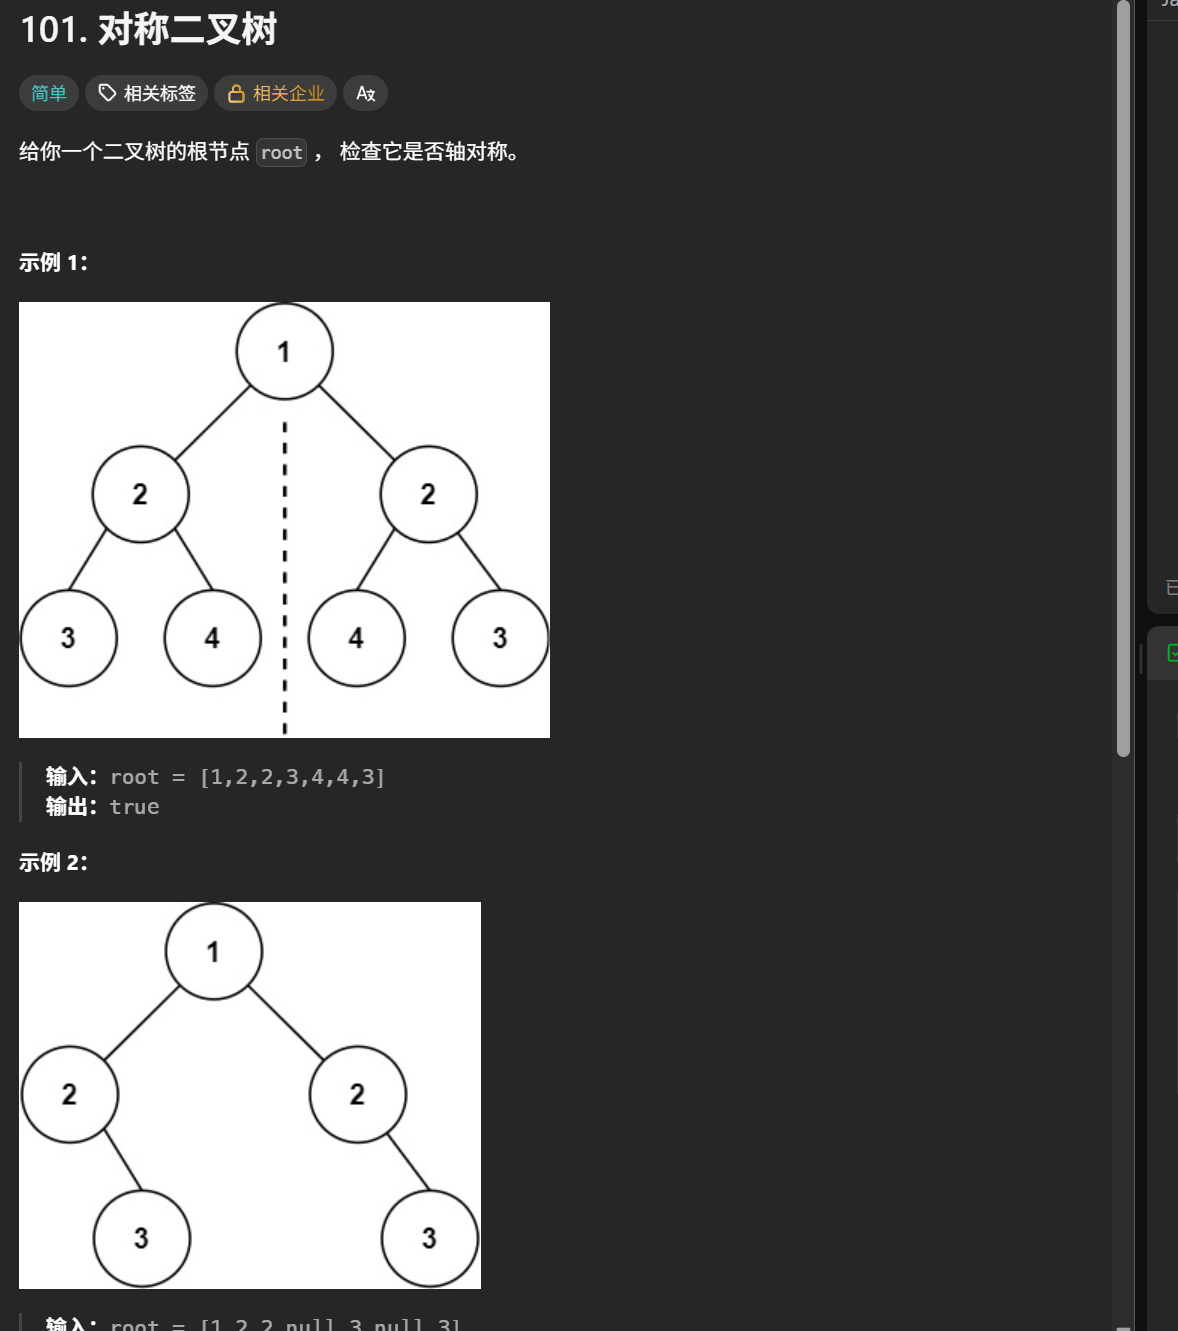 101. 对称二叉树
简单 相关标签 相关企业
给你一个二叉树的根节点 root ， 检查它是否轴对称。
示例 1：
1
2 2
3 4 4 3
输入：root = [1,2,2,3,4,4,3]
输出：true
示例 2：
1
2 2
3 3
输入：root = [1,2,2,null,3,null,3]